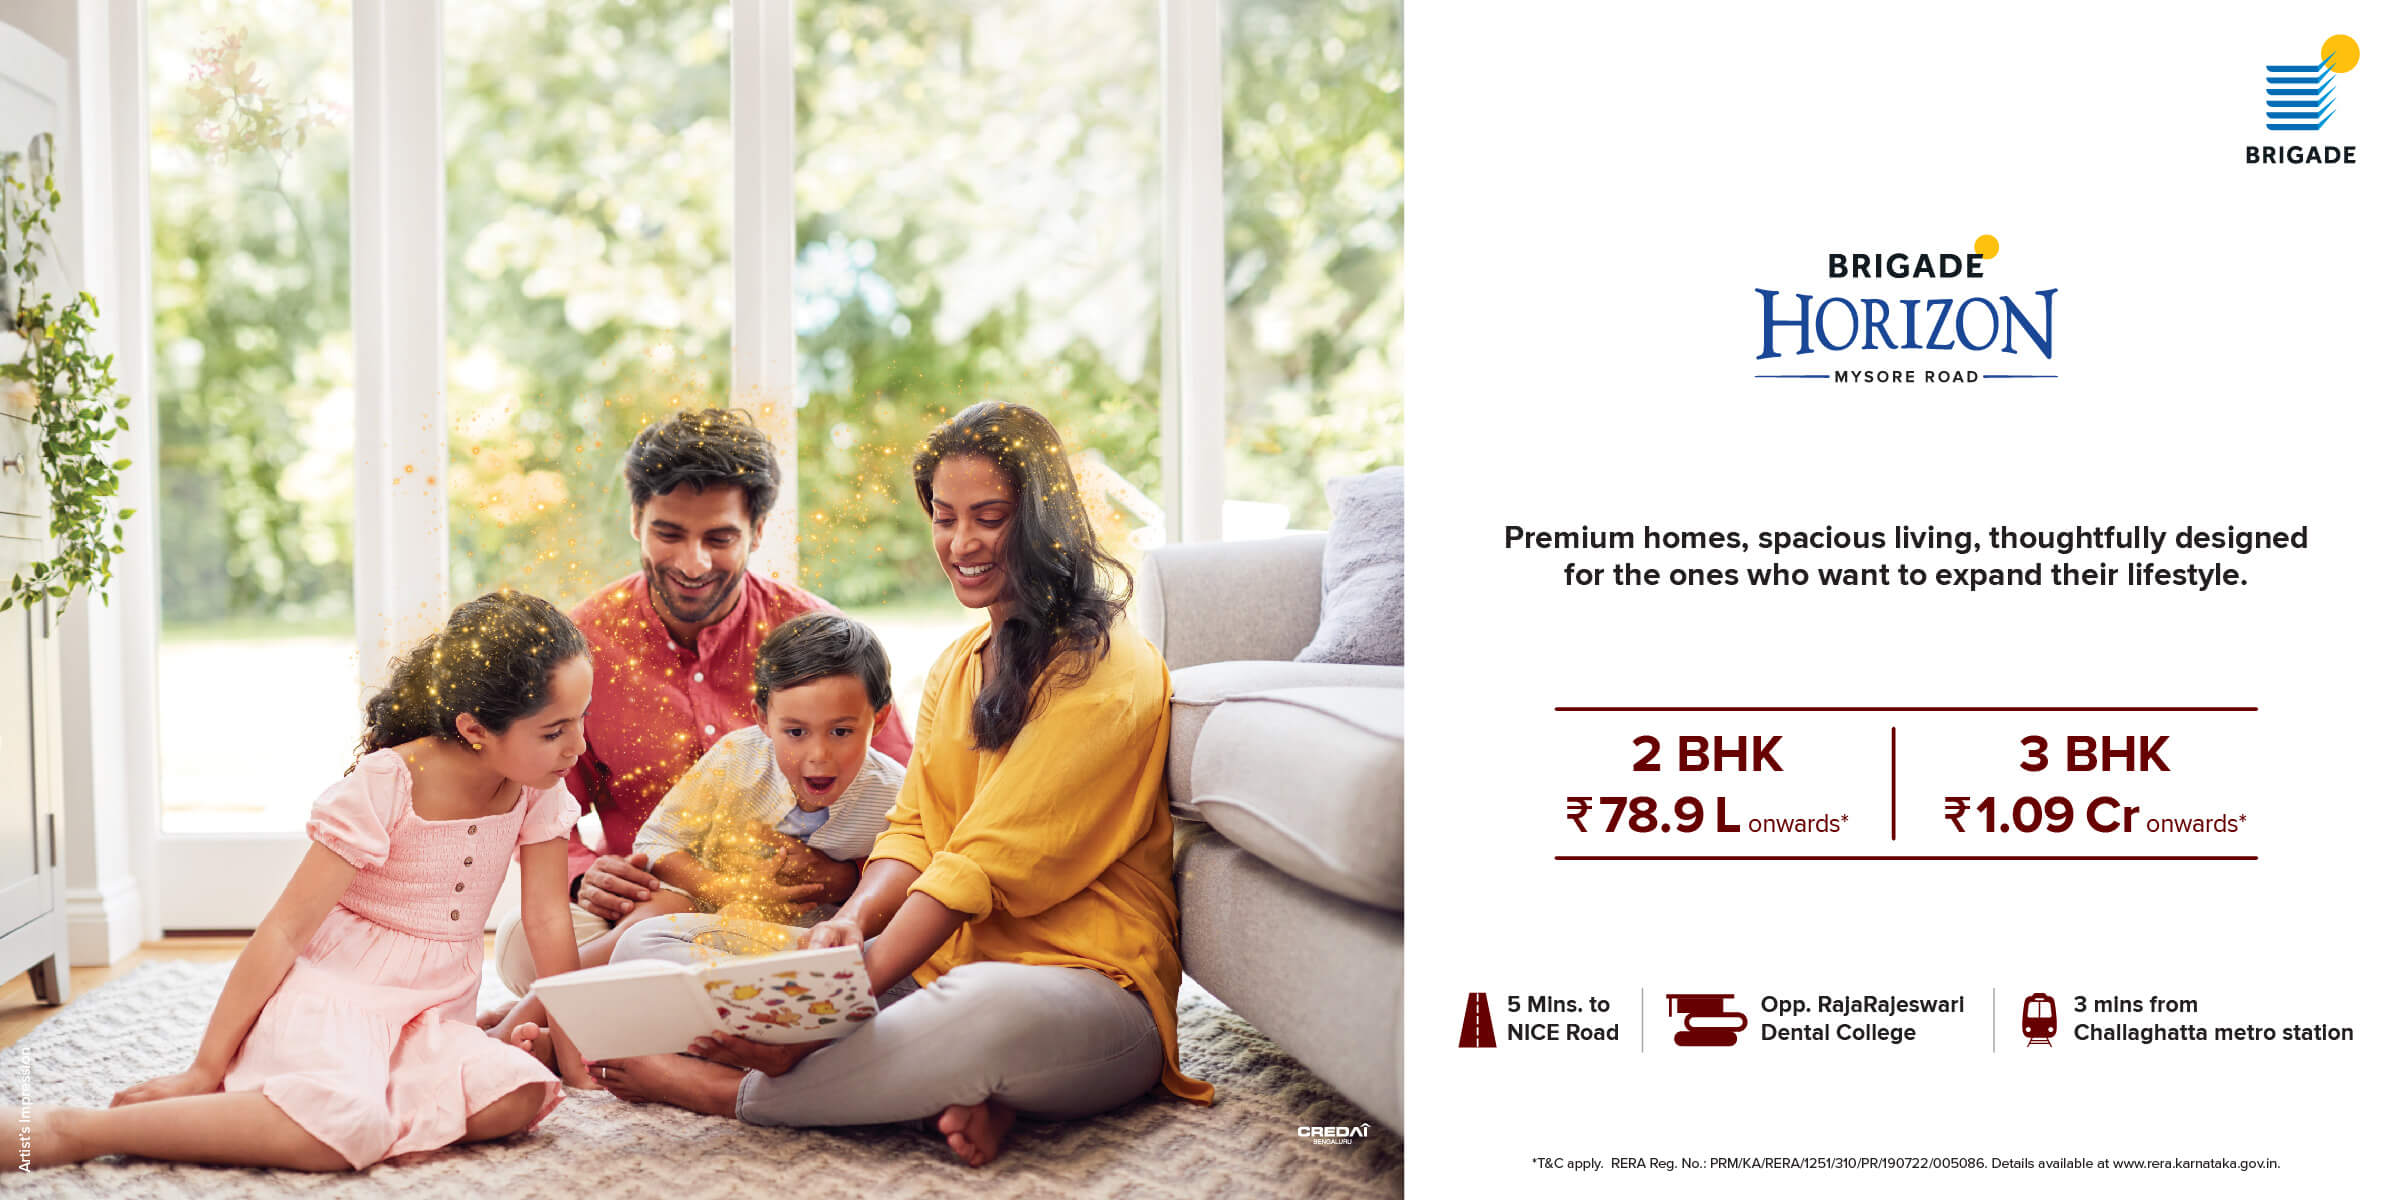 BRIGADE
BRIGADE
HORIZON
MYSORE ROAD
Premium homes, spacious living, thoughtfully designed
for the ones who want to expand their lifestyle.
2 BHK
₹ 78.9 L onwards*
3 BHK
₹ 1.09 Cr onwards*
5 Mins. to
NICE Road
Opp. RajaRajeswari
Dental College
3 mins from
Challaghatta metro station
*T&C apply. RERA Reg. No.: PRM/KA/RERA/1251/310/PR/190722/005086. Details available at www.rera.karnataka.gov.in.
Artist's Impression
CREDAI
BENGALURU